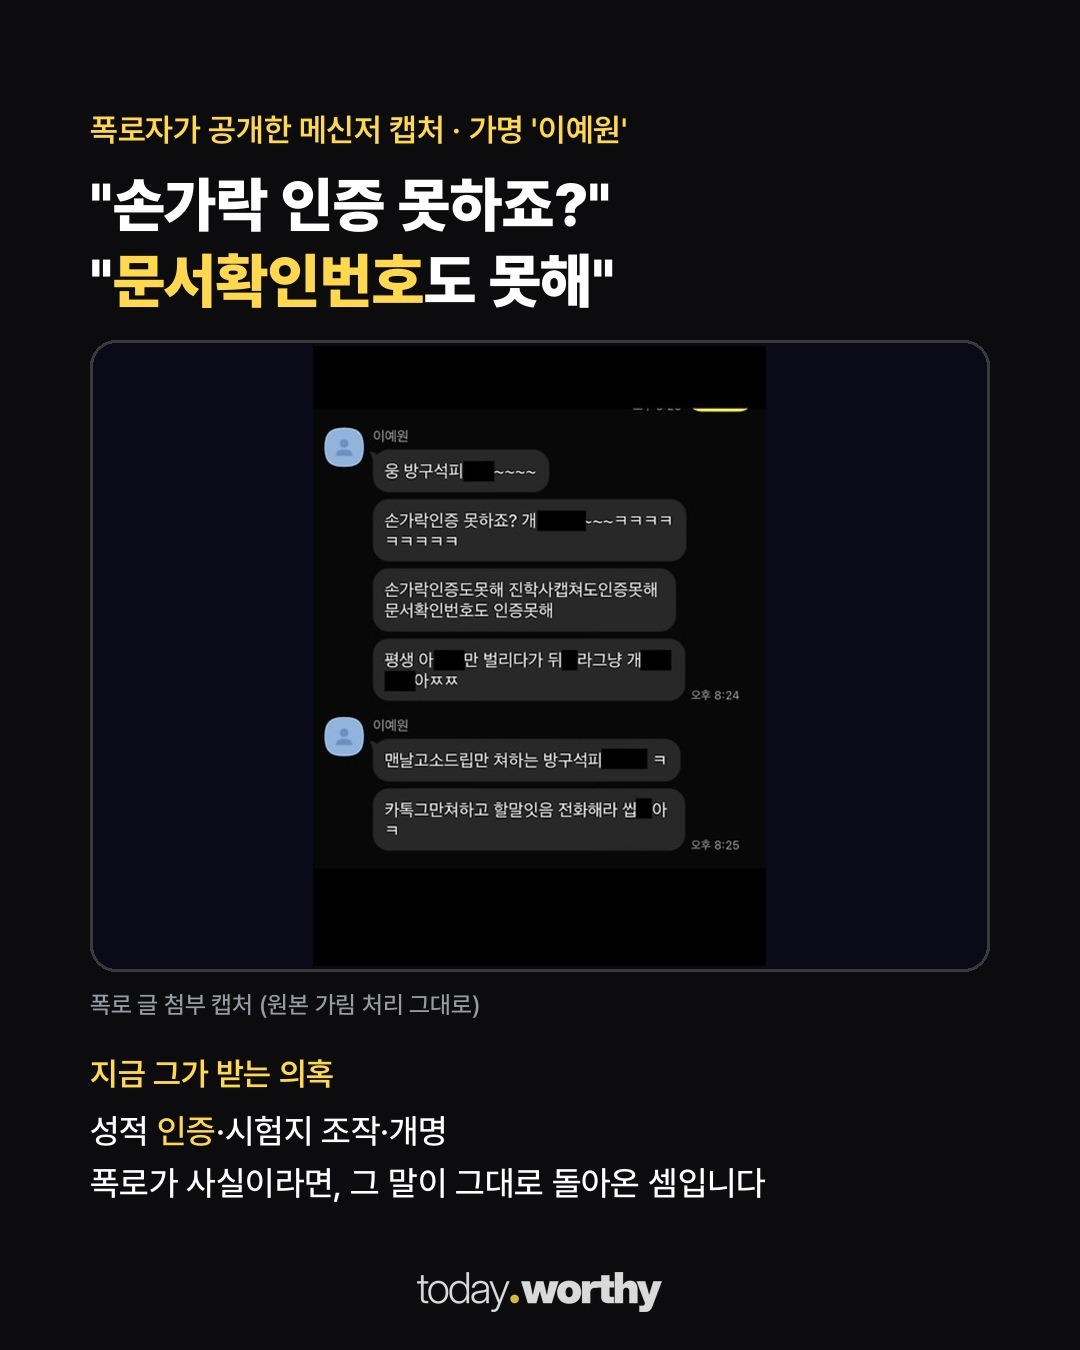 폭로자가 공개한 메신저 캡처 · 가명 '이예원'
"손가락 인증 못하죠?"
"문서확인번호도 못해"
이예원
웅 방구석피 ~~~~
손가락인증 못하죠? 개 ~~~ㅋㅋㅋㅋ
ㅋㅋㅋㅋㅋ
손가락인증도못해 진학사캡쳐도인증못해
문서확인번호도 인증못해
평생 아 만 벌리다가 뒤 라그냥 개
아ㅉㅉ
오후 8:24
이예원
맨날고소드립만 쳐하는 방구석피 ㅋ
카톡그만쳐하고 할말잇음 전화해라 씹 아
ㅋ
오후 8:25
폭로 글 첨부 캡처 (원본 가림 처리 그대로)
지금 그가 받는 의혹
성적 인증·시험지 조작·개명
폭로가 사실이라면, 그 말이 그대로 돌아온 셈입니다
today.worthy